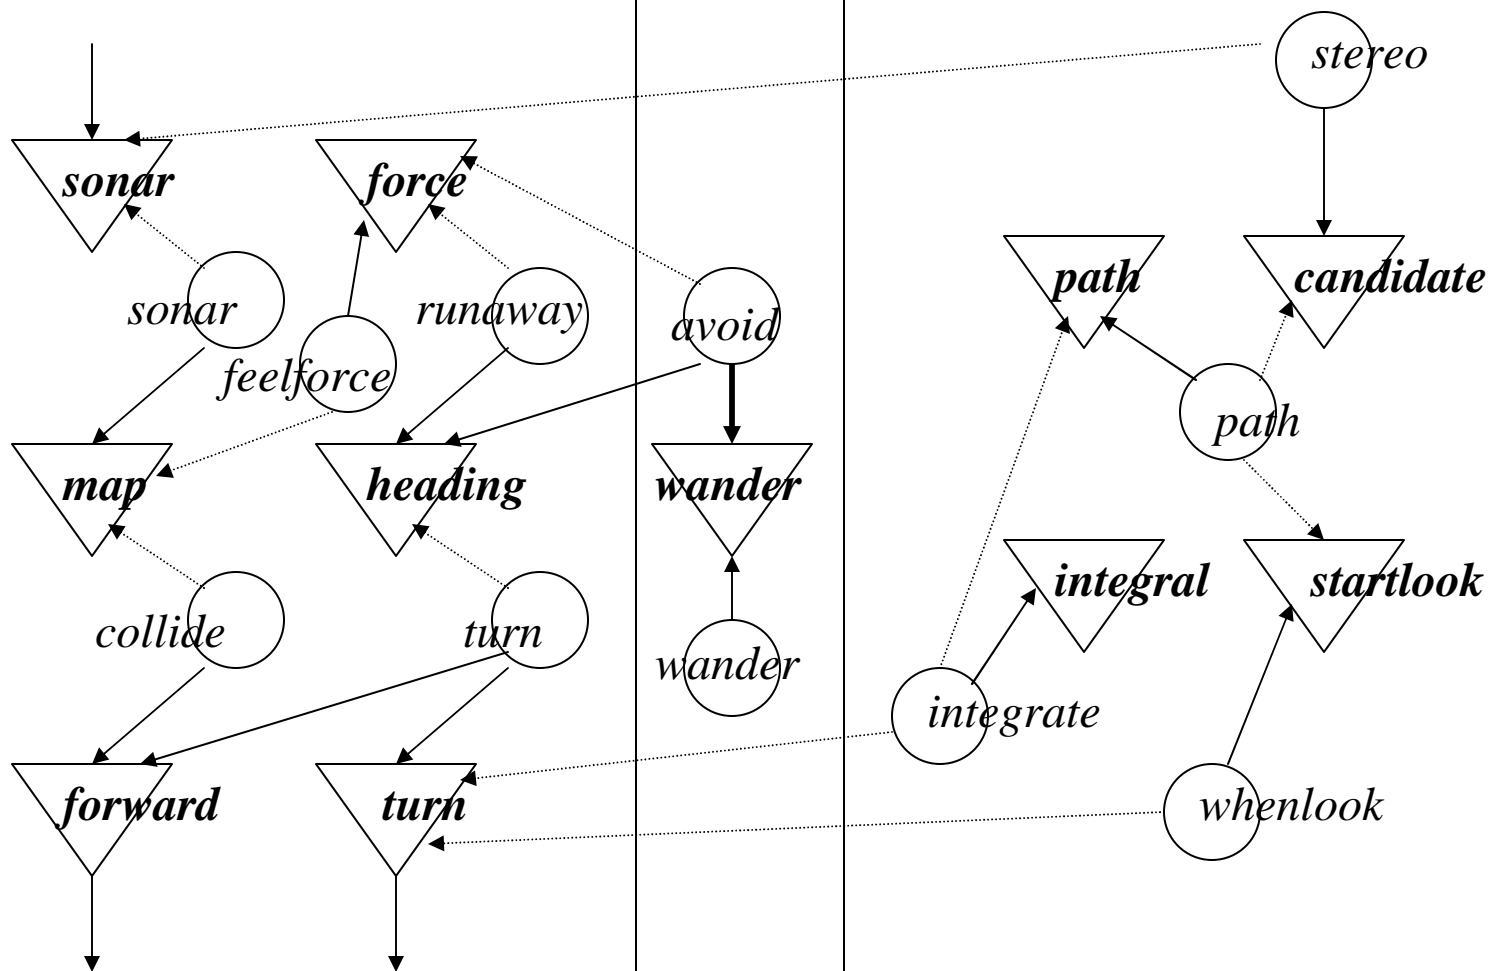 stereo
sonar
force
path
candidate
sonar
runaway
avoid
feelforce
path
map
heading
wander
integral
startlook
collide
turn
wander
integrate
forward
turn
whenlook